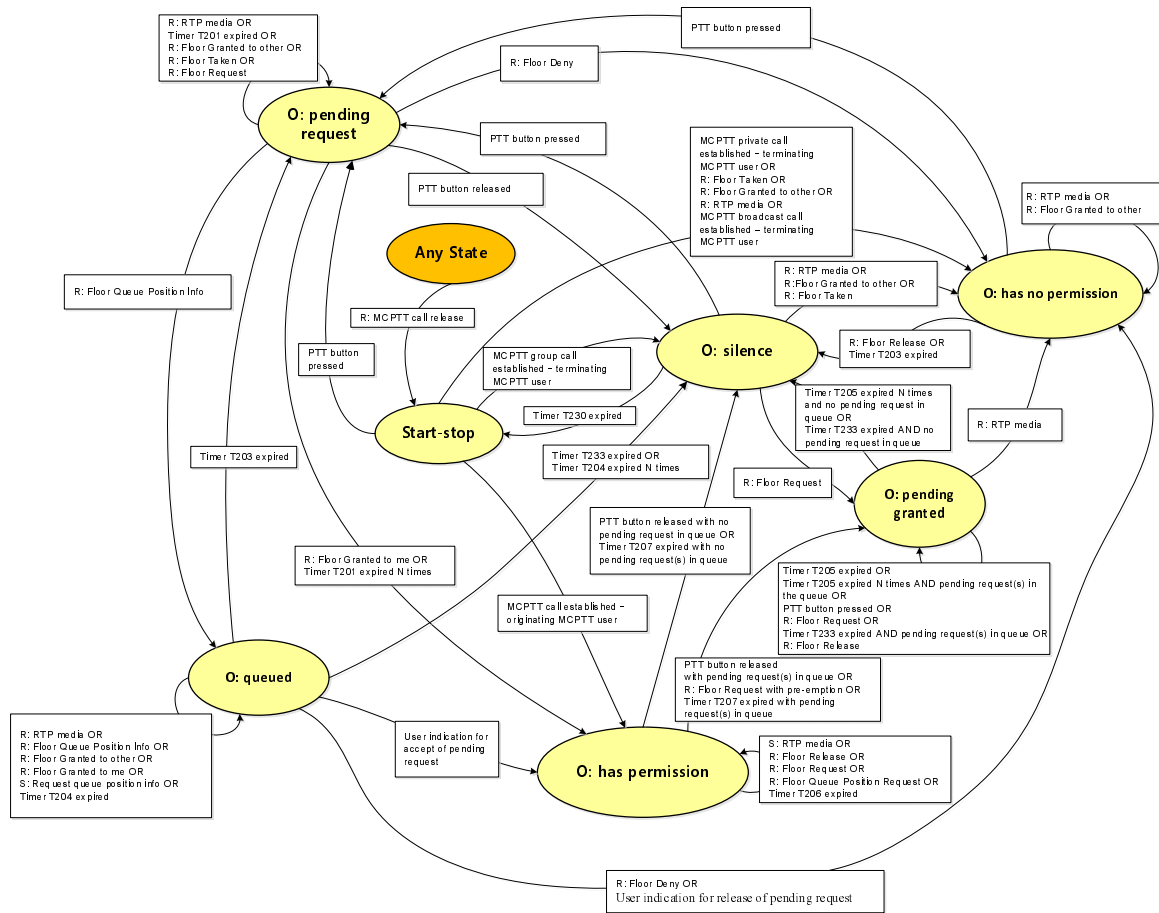 R: RTP media OR
Timer T201 expired OR
R: Floor Granted to other OR
R: Floor Taken OR
R: Floor Request
PTT button pressed
R: Floor Deny
O: pending
request
PTT button pressed
MCPTT private call
established – terminating
MCPTT user OR
R: Floor Taken OR
R: Floor Granted to other OR
R: RTP media OR
MCPTT broadcast call
established – terminating
MCPTT user
PTT button released
R: RTP media OR
R: Floor Granted to other
Any State
R: RTP media OR
R:Floor Granted to other OR
R: Floor Taken
O: has no permission
R: Floor Queue Position Info
R: MCPTT call release
PTT button
pressed
MCPTT group call
established – terminating
MCPTT user
O: silence
R: Floor Release OR
Timer T203 expired
Timer T230 expired
Timer T205 expired N times
and no pending request in
queue OR
Timer T233 expired AND no
pending request in queue
R: RTP media
Start-stop
Timer T203 expired
Timer T233 expired OR
Timer T204 expired N times
R: Floor Request
O: pending
granted
PTT button released with no
pending request in queue OR
Timer T207 expired with no
pending request(s) in queue
R: Floor Granted to me OR
Timer T201 expired N times
Timer T205 expired OR
Timer T205 expired N times AND pending request(s) in
the queue OR
PTT button pressed OR
R: Floor Request OR
Timer T233 expired AND pending request(s) in queue OR
R: Floor Release
MCPTT call established –
originating MCPTT user
O: queued
PTT button released
with pending request(s) in queue OR
R: Floor Request with pre-emption OR
Timer T207 expired with pending
request(s) in queue
R: RTP media OR
R: Floor Queue Position Info OR
R: Floor Granted to other OR
R: Floor Granted to me OR
S: Request queue position info OR
Timer T204 expired
User indication for
accept of pending
request
O: has permission
S: RTP media OR
R: Floor Release OR
R: Floor Request OR
R: Floor Queue Position Request OR
Timer T206 expired
R: Floor Deny OR
User indication for release of pending request